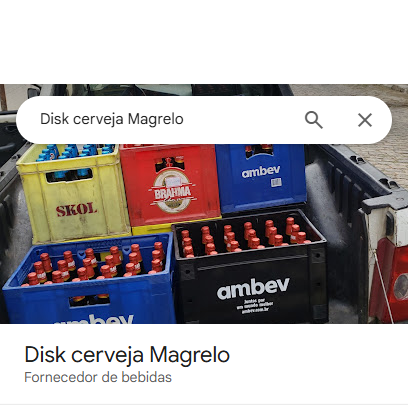 Disk cerveja Magrelo
SKOL
BRAHMA
ambev
ambev
ambev
Juntos por
um mundo melhor
ambev.com.br
Disk cerveja Magrelo
Fornecedor de bebidas